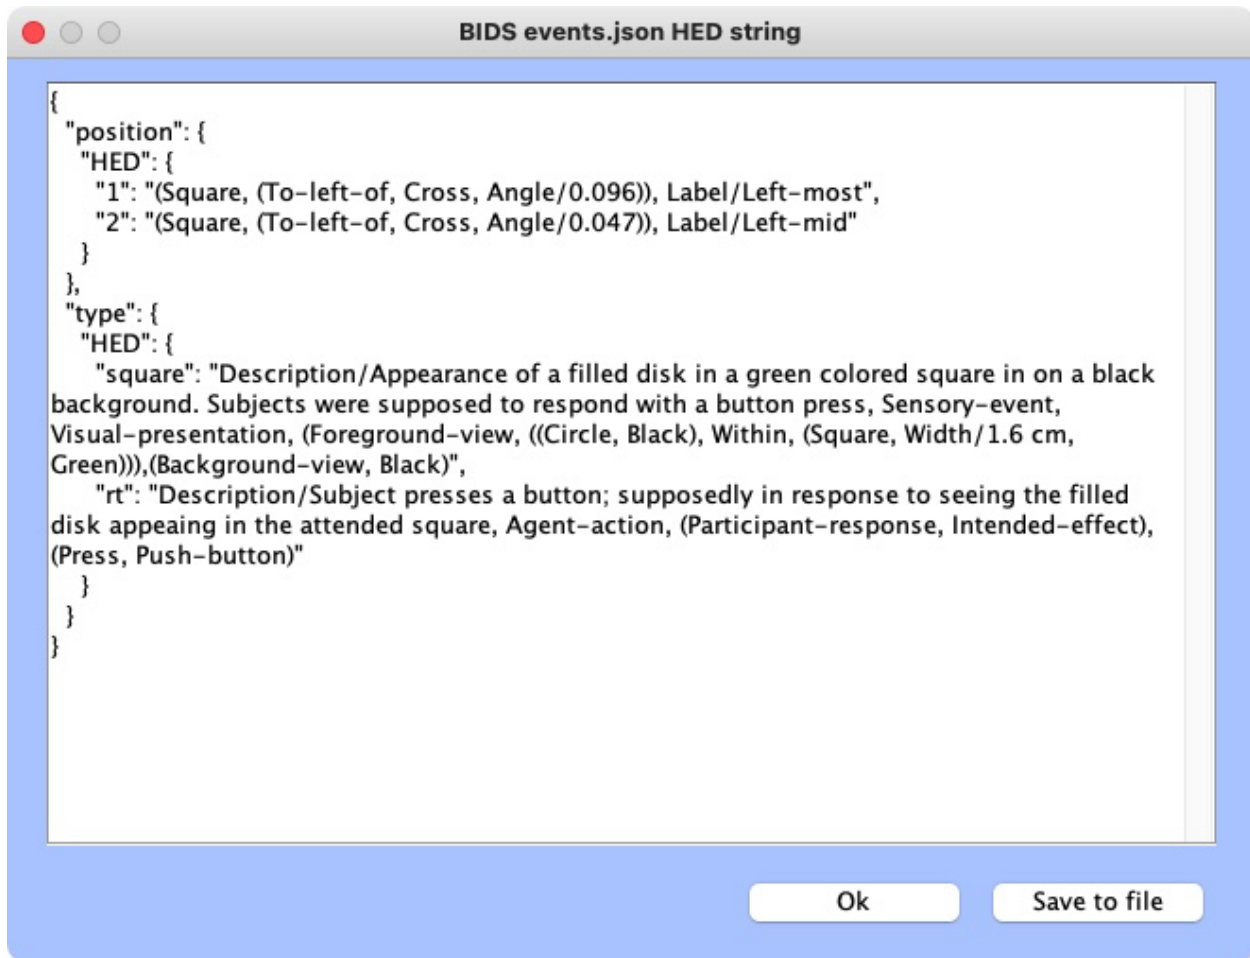 BIDS events.json HED string
{
  "position": {
    "HED": {
      "1": "(Square, (To-left-of, Cross, Angle/0.096)), Label/Left-most",
      "2": "(Square, (To-left-of, Cross, Angle/0.047)), Label/Left-mid"
    }
  },
  "type": {
    "HED": {
      "square": "Description/Appearance of a filled disk in a green colored square in on a black
background. Subjects were supposed to respond with a button press, Sensory-event,
Visual-presentation, (Foreground-view, ((Circle, Black), Within, (Square, Width/1.6 cm,
Green))),(Background-view, Black)",
      "rt": "Description/Subject presses a button; supposedly in response to seeing the filled
disk appeaing in the attended square, Agent-action, (Participant-response, Intended-effect),
(Press, Push-button)"
    }
  }
}
Ok
Save to file